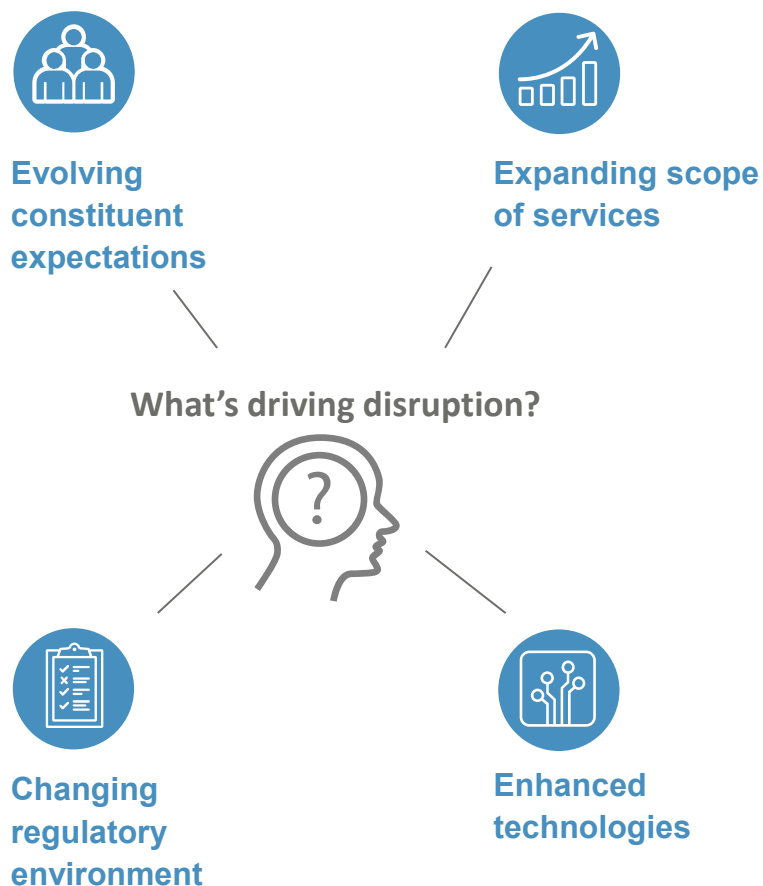 Evolving
constituent
expectations
Expanding scope
of services
What’s driving disruption?
?
Changing
regulatory
environment
Enhanced
technologies